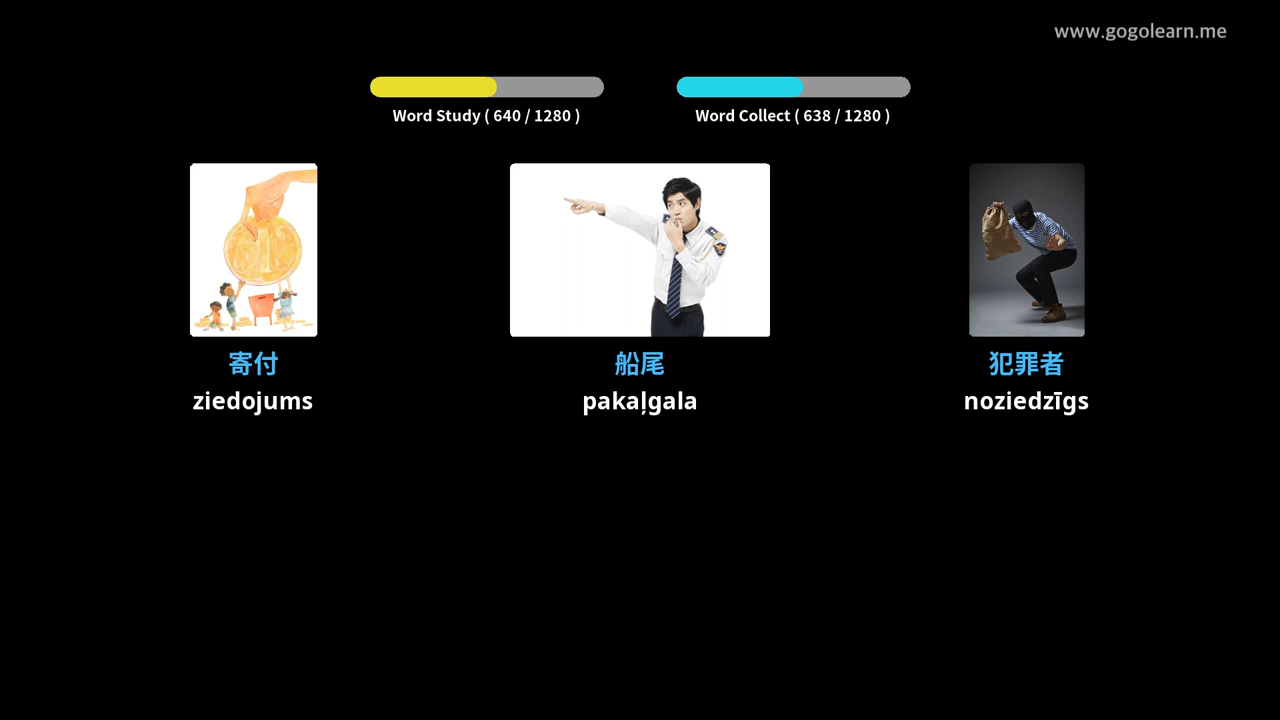 www.gogolearn.me
Word Study ( 640 / 1280 )
Word Collect ( 638 / 1280 )
寄付
ziedojums
船尾
pakaļgala
犯罪者
noziedzīgs